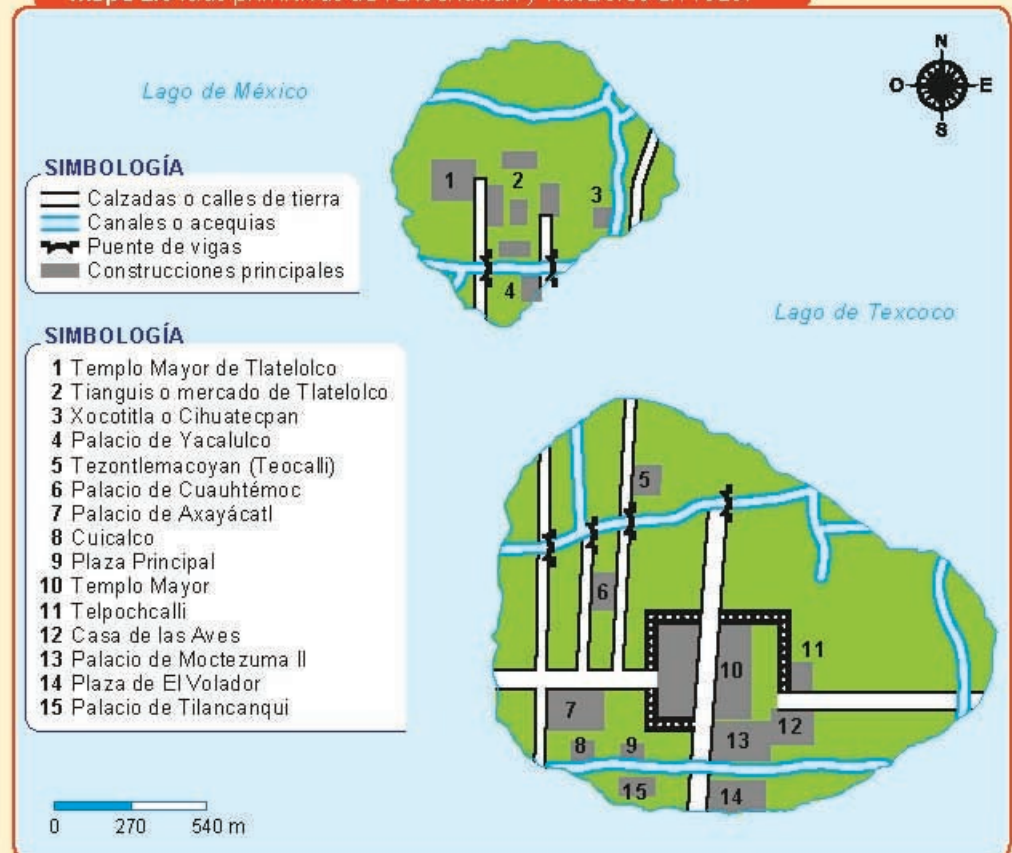 Lago de México
N
O
E
S
SIMBOLOGÍA
Calzadas o calles de tierra
Canales o acequias
Puente de vigas
Construcciones principales
1
2
3
4
Lago de Texcoco
SIMBOLOGÍA
1 Templo Mayor de Tlatelolco
2 Tianguis o mercado de Tlatelolco
3 Xocotitla o Cihuatecpan
4 Palacio de Yacalulco
5 Tezontlemacoyan (Teocalli)
6 Palacio de Cuauhtémoc
7 Palacio de Axayácatl
8 Cuicalco
9 Plaza Principal
10 Templo Mayor
11 Telpochcalli
12 Casa de las Aves
13 Palacio de Moctezuma II
14 Plaza de El Volador
15 Palacio de Tilancanqui
5
6
10
11
7
12
8
9
13
15
14
0 270 540 m